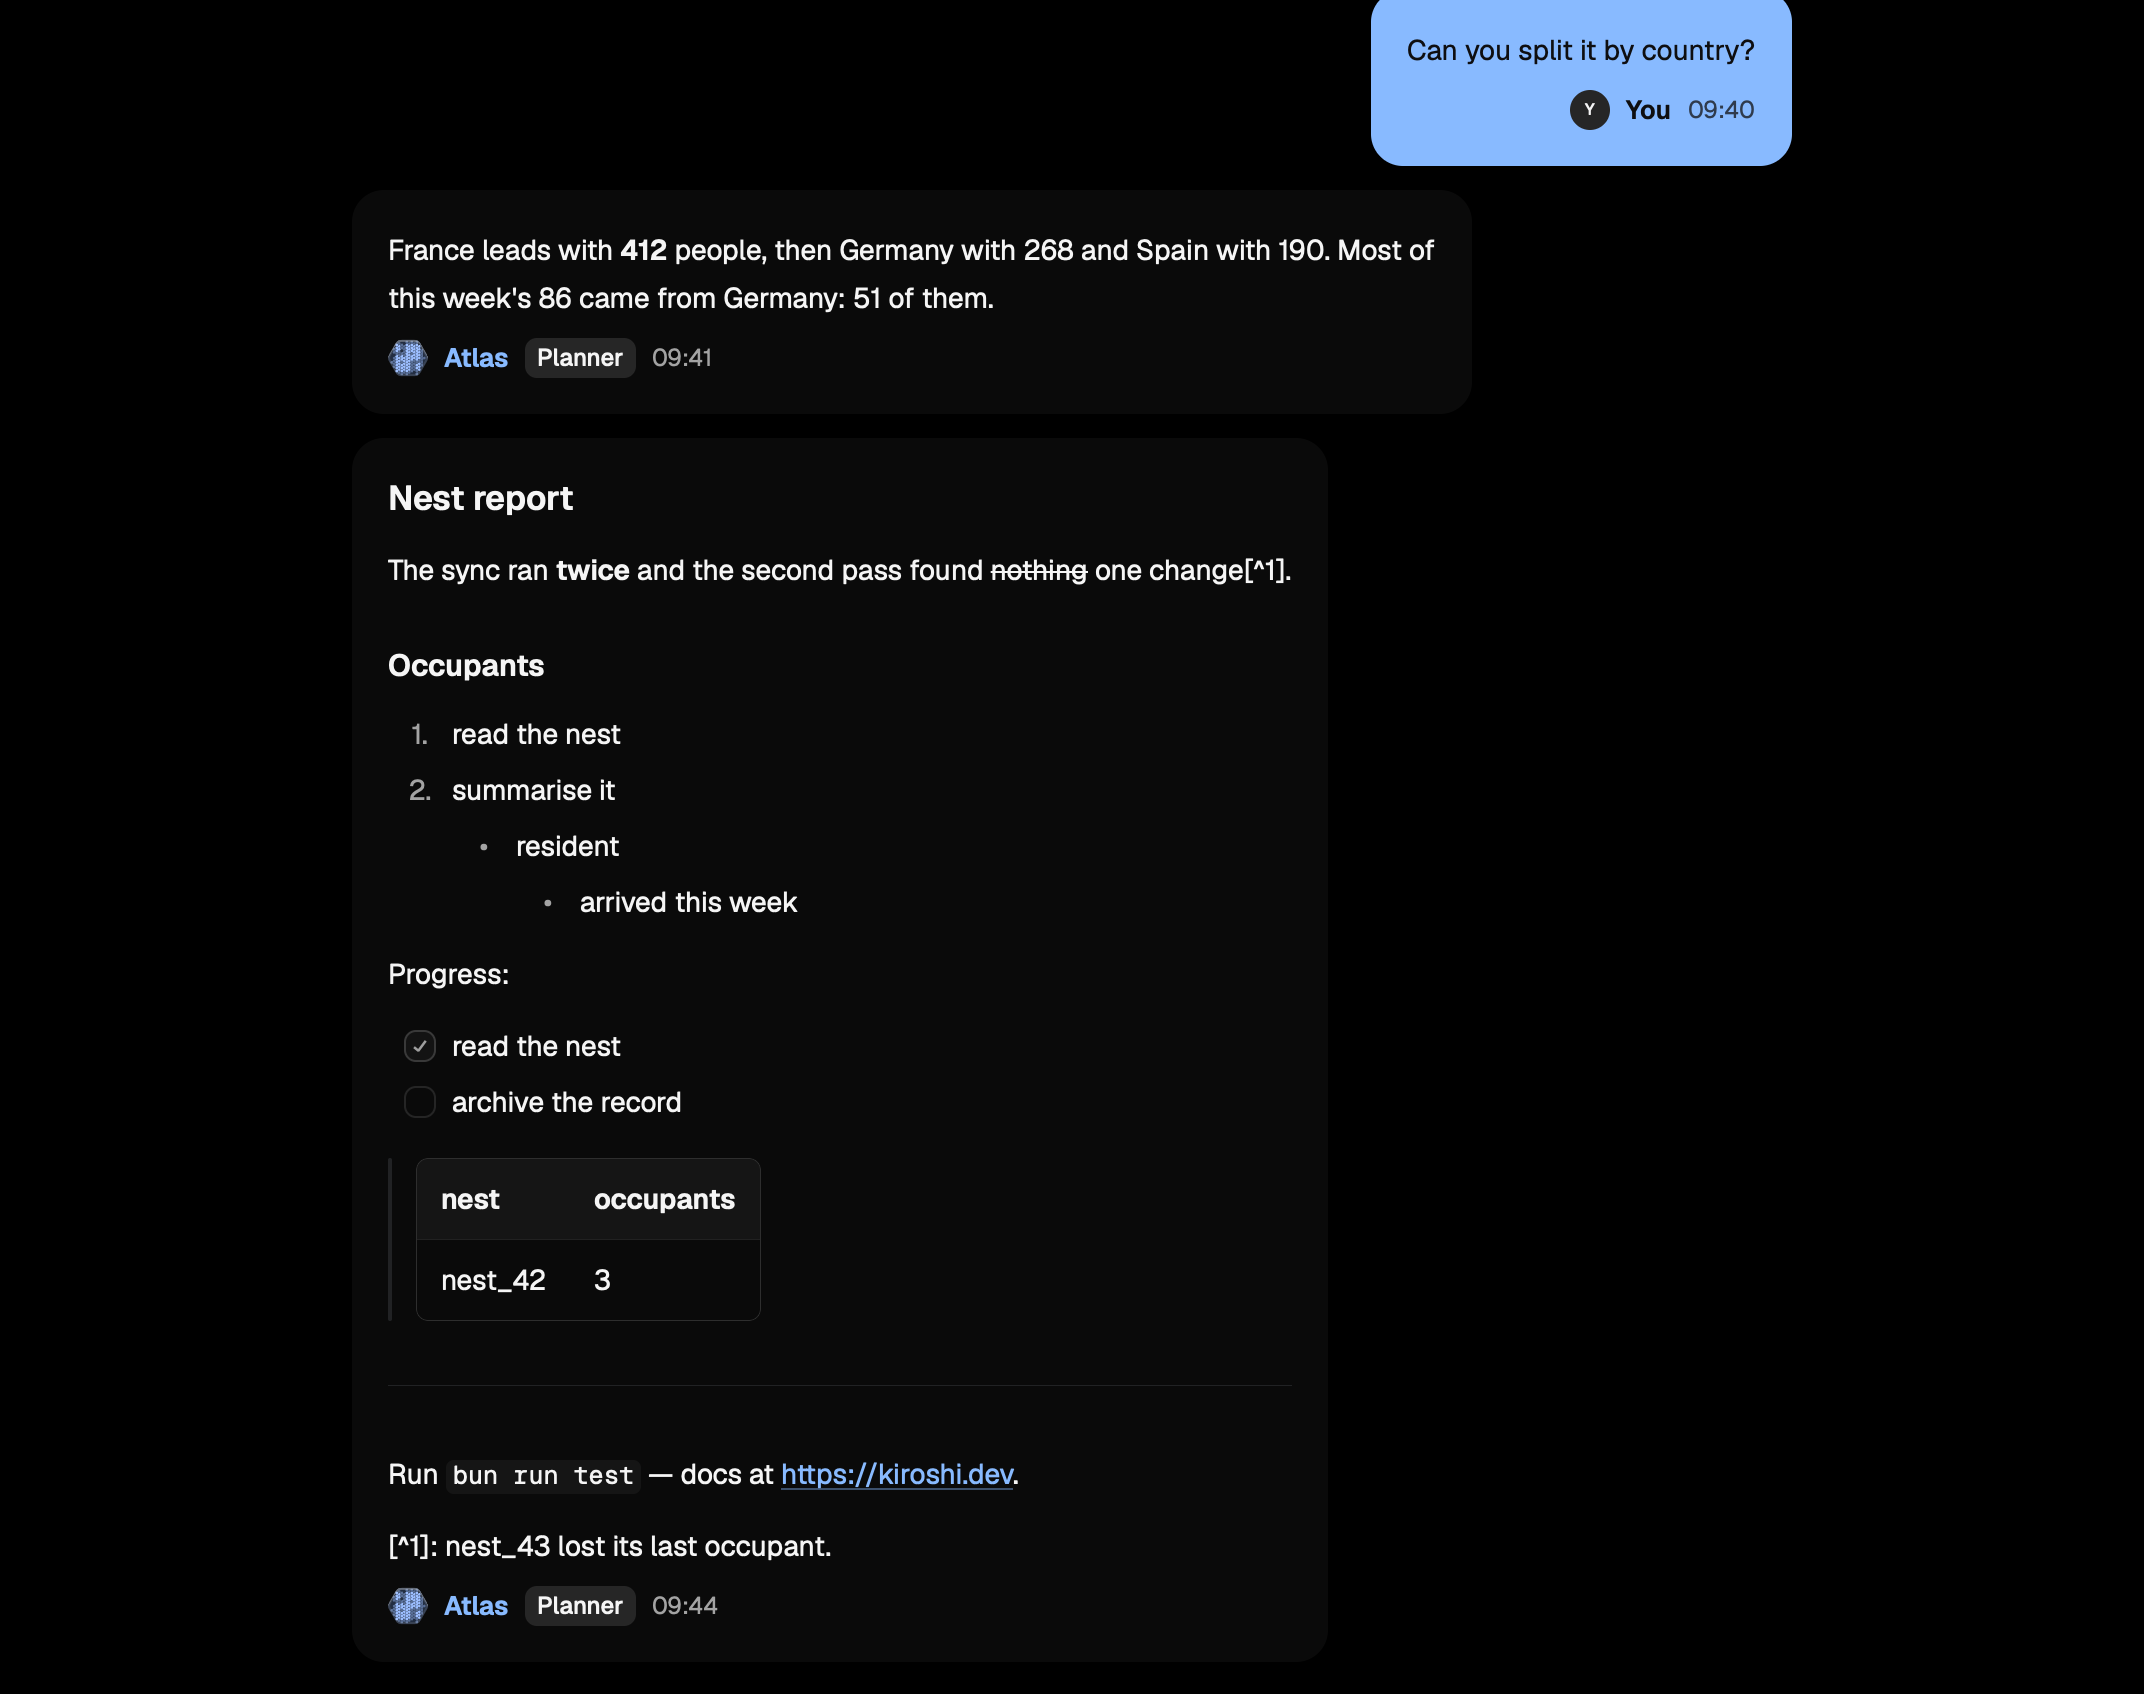 Can you split it by country?
Y You 09:40
France leads with 412 people, then Germany with 268 and Spain with 190. Most of
this week's 86 came from Germany: 51 of them.
Atlas Planner 09:41
Nest report
The sync ran twice and the second pass found nothing one change[^1].
Occupants
1. read the nest
2. summarise it
• resident
• arrived this week
Progress:
read the nest
archive the record
nest occupants
nest_42 3
Run bun run test — docs at https://kiroshi.dev.
[^1]: nest_43 lost its last occupant.
Atlas Planner 09:44